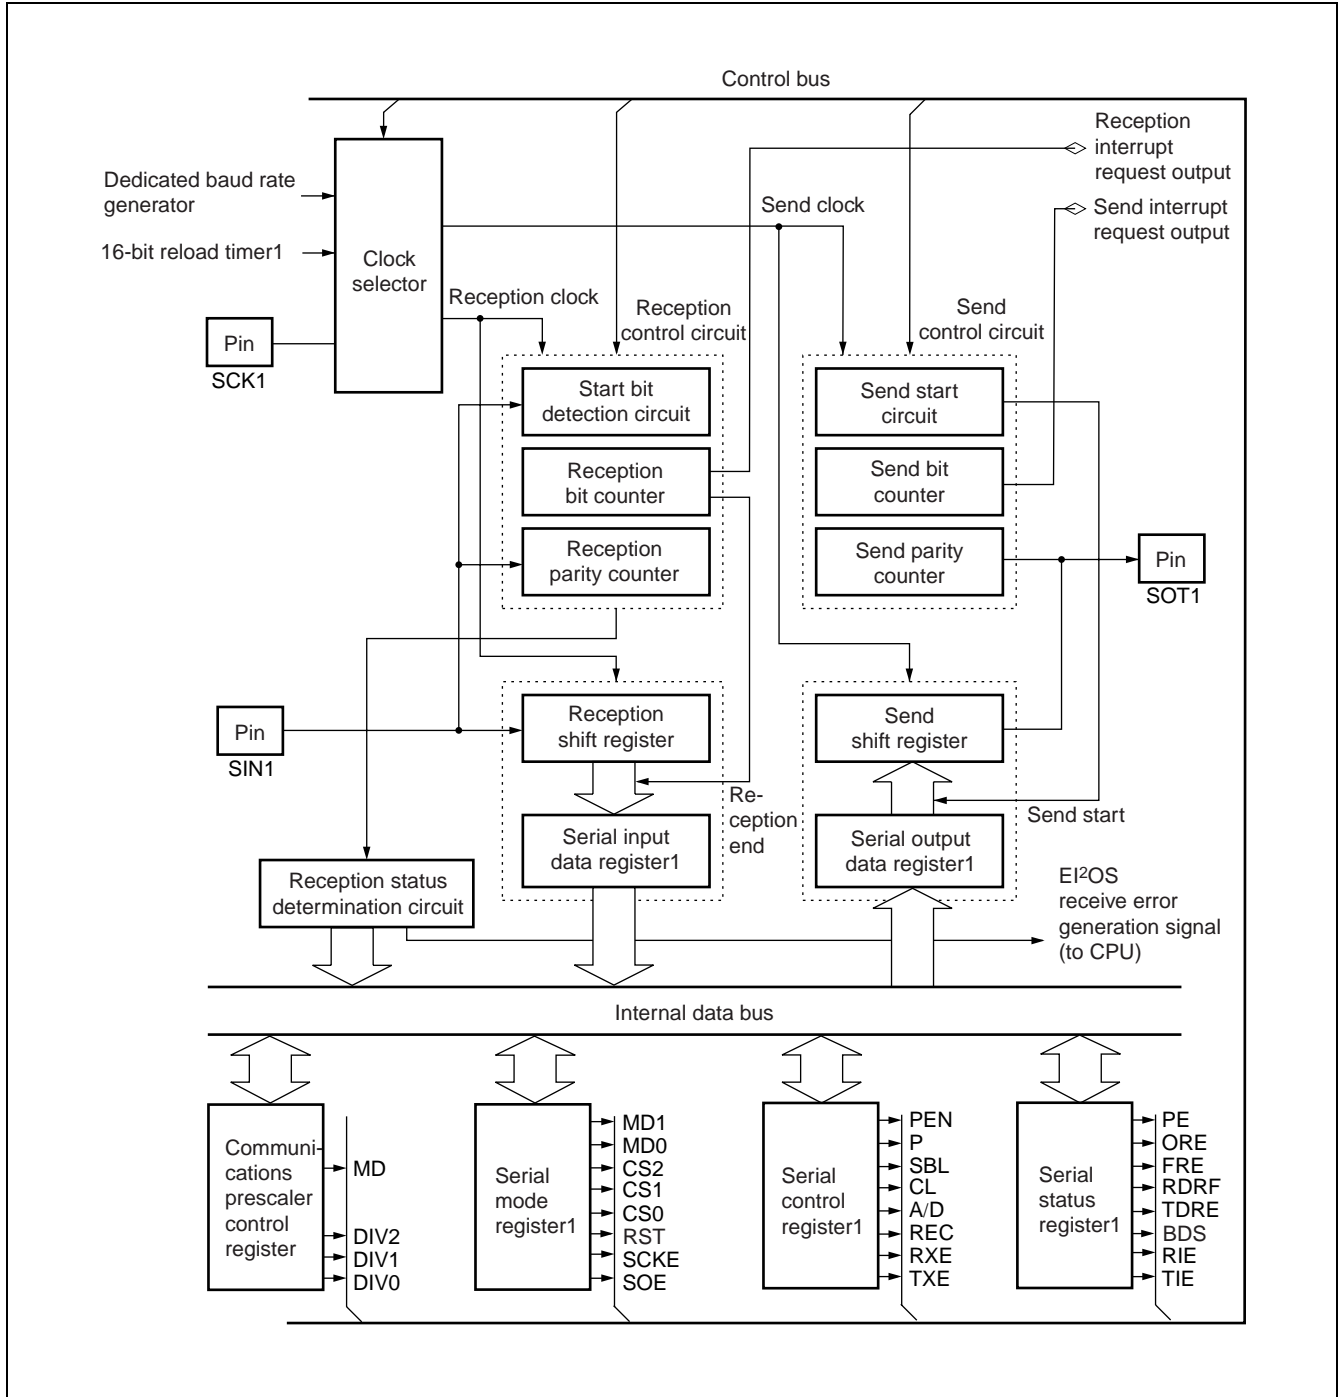 Control bus
Reception
interrupt
request output
Dedicated baud rate
generator
Send clock
Send interrupt
request output
16-bit reload timer1
Clock
selector
Reception clock
Reception
control circuit
Send
control circuit
Pin
SCK1
Start bit
detection circuit
Send start
circuit
Reception
bit counter
Send bit
counter
Reception
parity counter
Send parity
counter
Pin
SOT1
Pin
SIN1
Reception
shift register
Send
shift register
Re-
ception
end
Send start
Serial input
data register1
Serial output
data register1
Reception status
determination circuit
EI²OS
receive error
generation signal
(to CPU)
Internal data bus
Communi-
cations
prescaler
control
register
MD
DIV2
DIV1
DIV0
Serial
mode
register1
MD1
MD0
CS2
CS1
CS0
RST
SCKE
SOE
Serial
control
register1
PEN
P
SBL
CL
A/D
REC
RXE
TXE
Serial
status
register1
PE
ORE
FRE
RDRF
TDRE
BDS
RIE
TIE